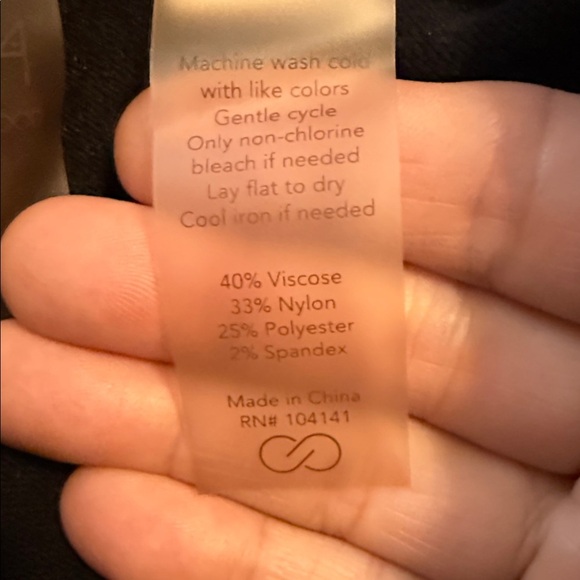 Machine wash cold
with like colors
Gentle cycle
Only non-chlorine
bleach if needed
Lay flat to dry
Cool iron if needed
40% Viscose
33% Nylon
25% Polyester
2% Spandex
Made in China
RN# 104141